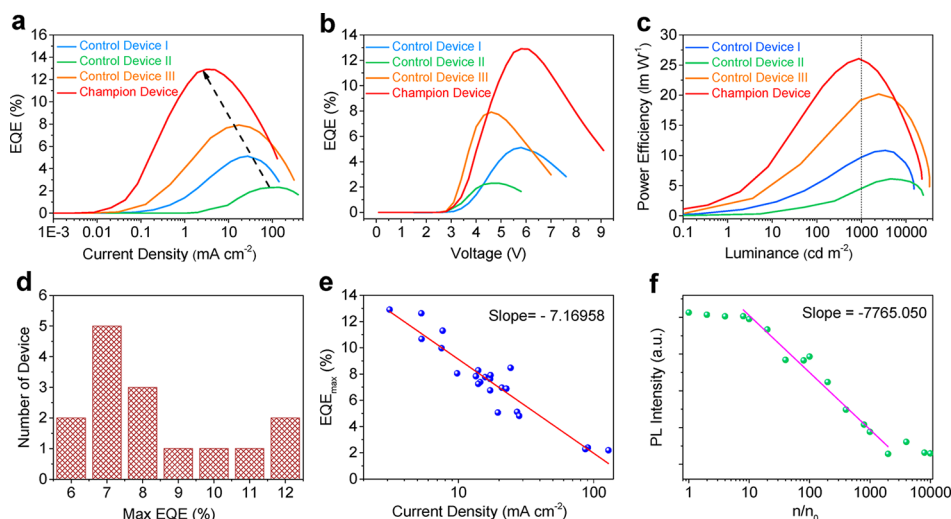 a
16
14
12
10
8
6
4
2
0
EQE (%)
Control Device I
Control Device II
Control Device III
Champion Device
1E-3
0.01
0.1
1
10
100
Current Density (mA cm-2)
b
14
12
10
8
6
4
2
0
EQE (%)
Control Device I
Control Device II
Control Device III
Champion Device
0
1
2
3
4
5
6
7
8
9
Voltage (V)
c
30
25
20
15
10
5
0
Power Efficiency (lm W-1)
Control Device I
Control Device II
Control Device III
Champion Device
0.1
1
10
100
1000
10000
Luminance (cd m-2)
d
6
5
4
3
2
1
0
Number of Device
6
7
8
9
10
11
12
Max EQE (%)
e
14
12
10
8
6
4
2
0
EQEmax (%)
Slope= - 7.16958
10
100
Current Density (mA cm-2)
f
PL Intensity (a.u.)
Slope= -7765.050
1
10
100
1000
10000
n/n0